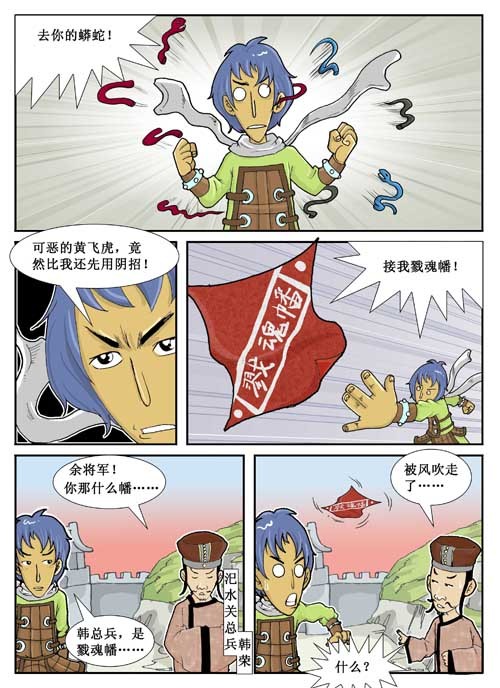 去你的蟒蛇！
可恶的黄飞虎，竟
然比我还先用阴招！
接我戮魂幡！
戮魂幡
余将军！
你那什么幡……
韩总兵，是
戮魂幡……
汜水关总兵
韩荣
被风吹走
了……
戮魂幡
什么？